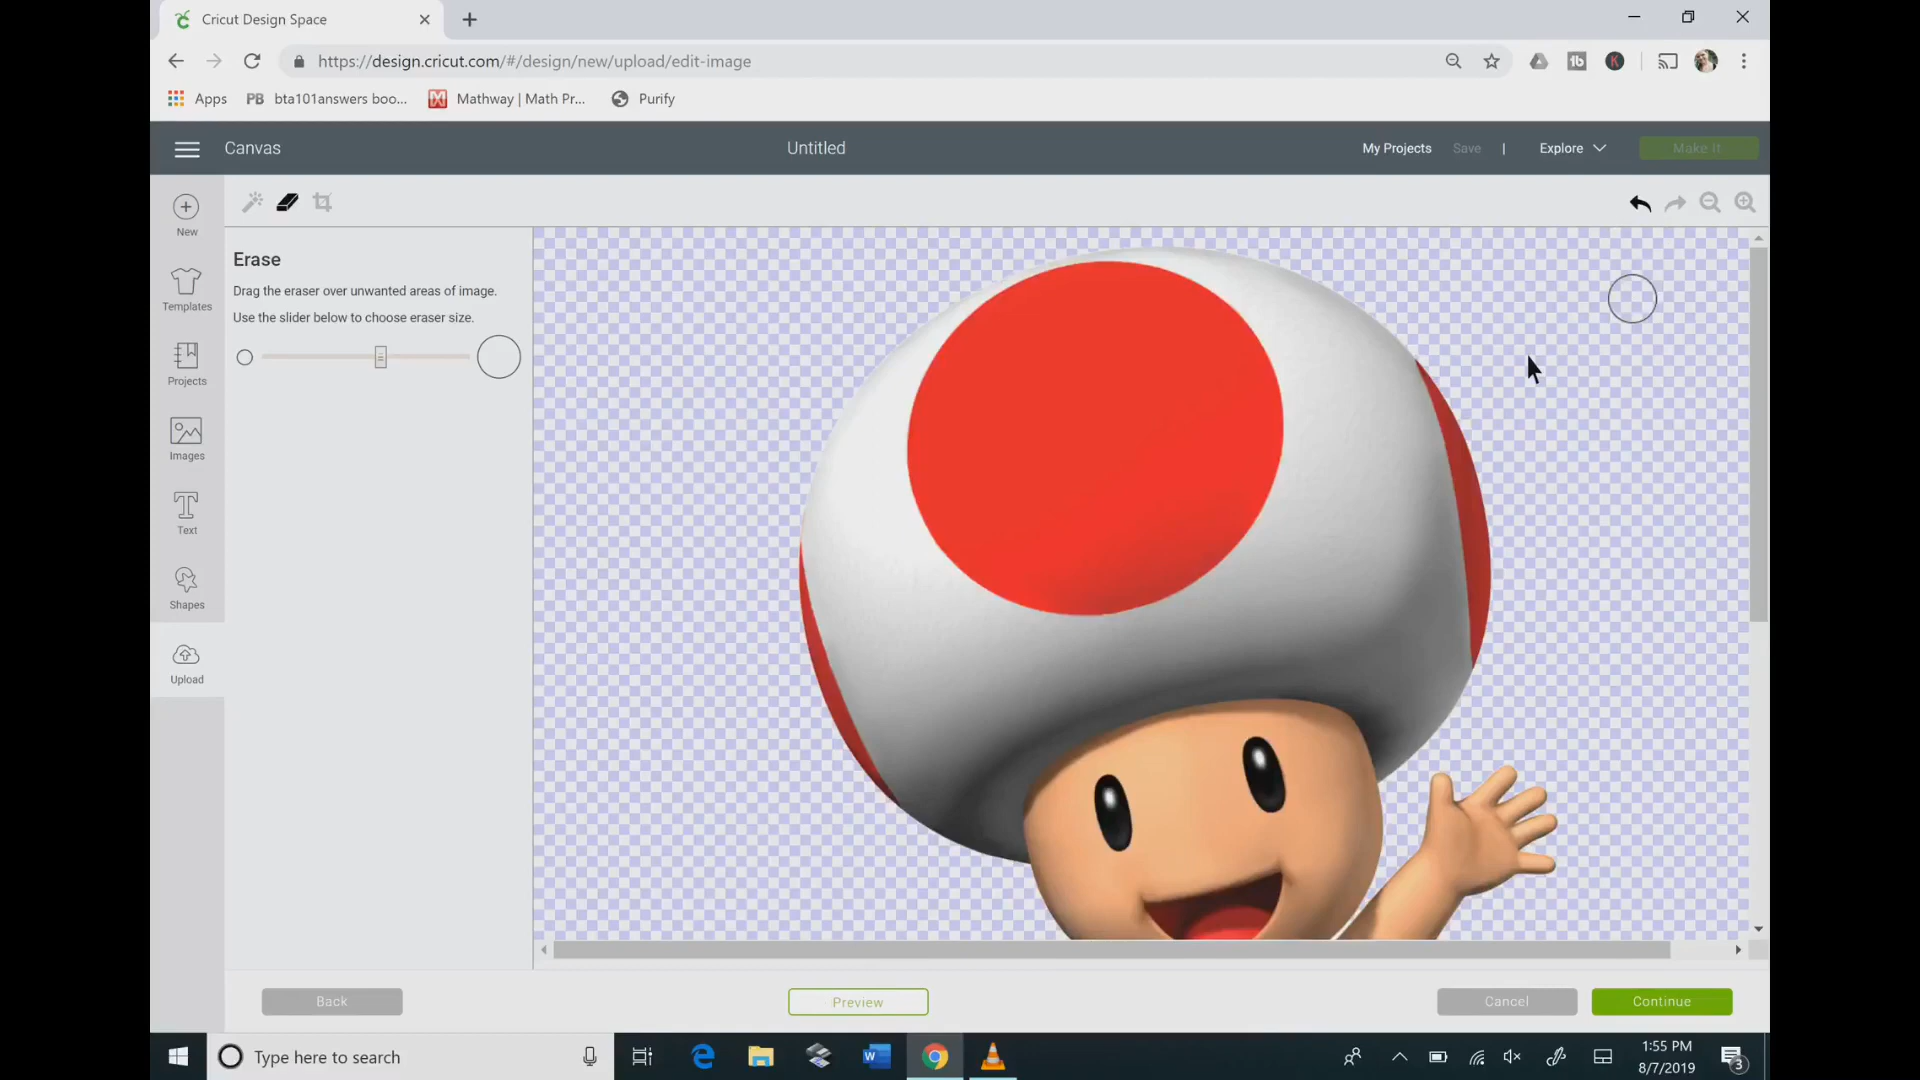 Cricut Design Space
https://design.cricut.com/#/design/new/upload/edit-image
Apps
PB bta101answers boo...
Mathway | Math Pr...
Purify
Canvas
Untitled
My Projects
Save
|
Explore
Make It
New
Templates
Projects
Images
Text
Shapes
Upload
Erase
Drag the eraser over unwanted areas of image.
Use the slider below to choose eraser size.
Back
Preview
Cancel
Continue
Type here to search
1:55 PM
8/7/2019
3